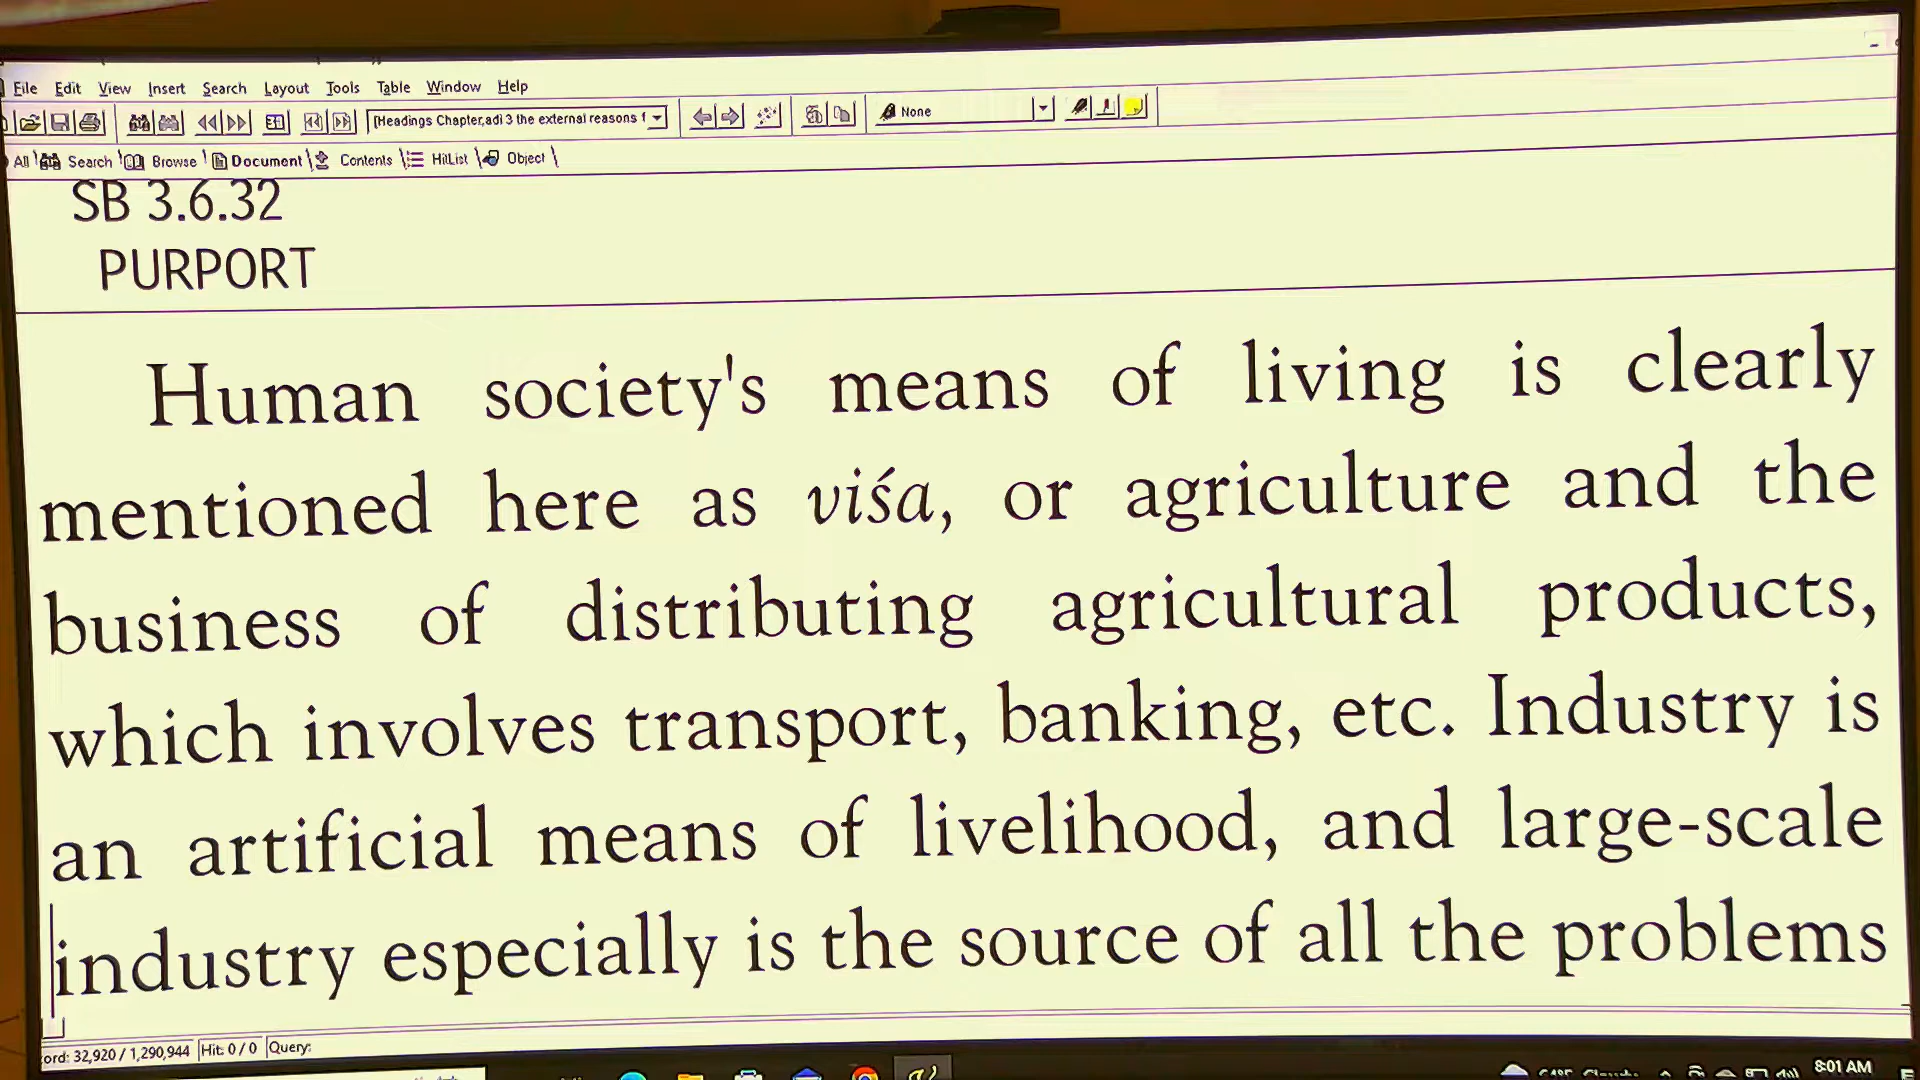 File Edit View Insert Search Layout Tools Table Window Help
[Headings Chapter,adi 3 the external reasons f
None
All Search Browse Document Contents HitList Object
SB 3.6.32
PURPORT
Human society's means of living is clearly
mentioned here as viśa, or agriculture and the
business of distributing agricultural products,
which involves transport, banking, etc. Industry is
an artificial means of livelihood, and large-scale
industry especially is the source of all the problems
ord: 32,920 / 1,290,944 Hit: 0 / 0 Query:
8:01 AM